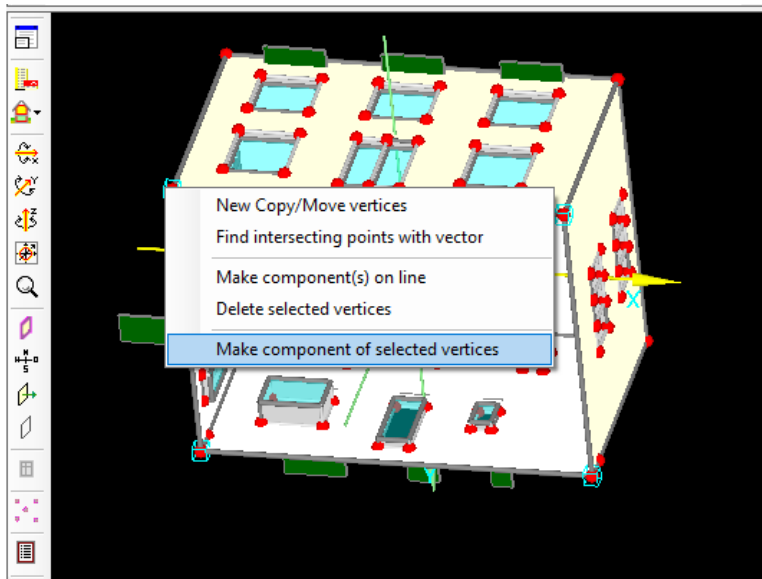 New Copy/Move vertices
Find intersecting points with vector
Make component(s) on line
Delete selected vertices
Make component of selected vertices
X